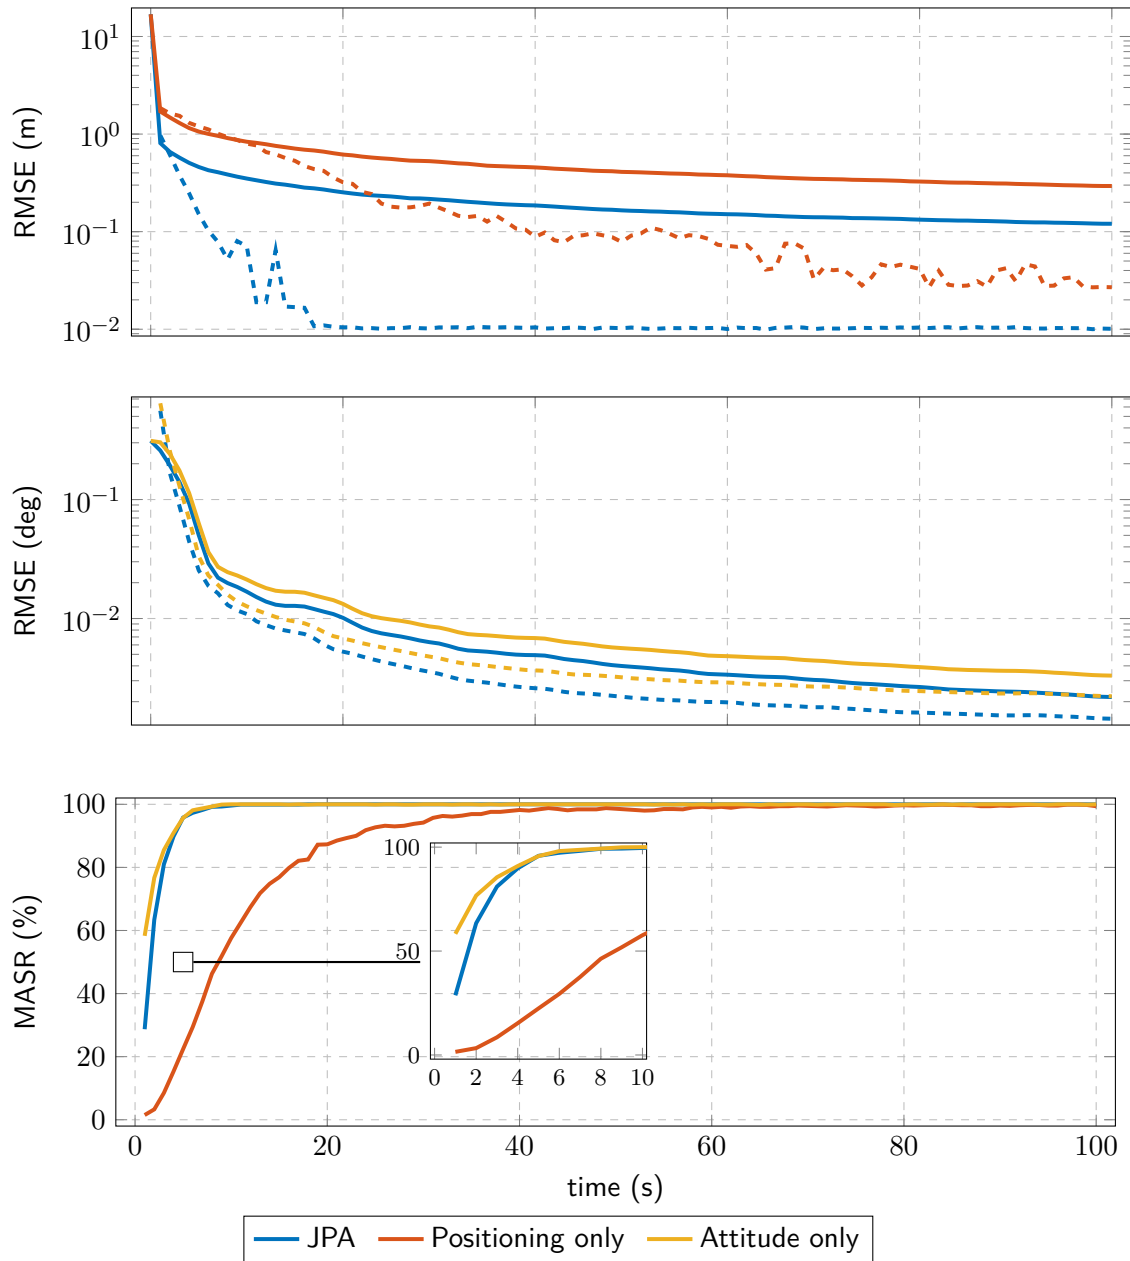 10^1
10^0
10^−1
10^−2
RMSE (m)
10^−1
10^−2
RMSE (deg)
100
80
60
40
20
0
MASR (%)
100
50
0
0 2 4 6 8 10
0 20 40 60 80 100
time (s)
JPA Positioning only Attitude only